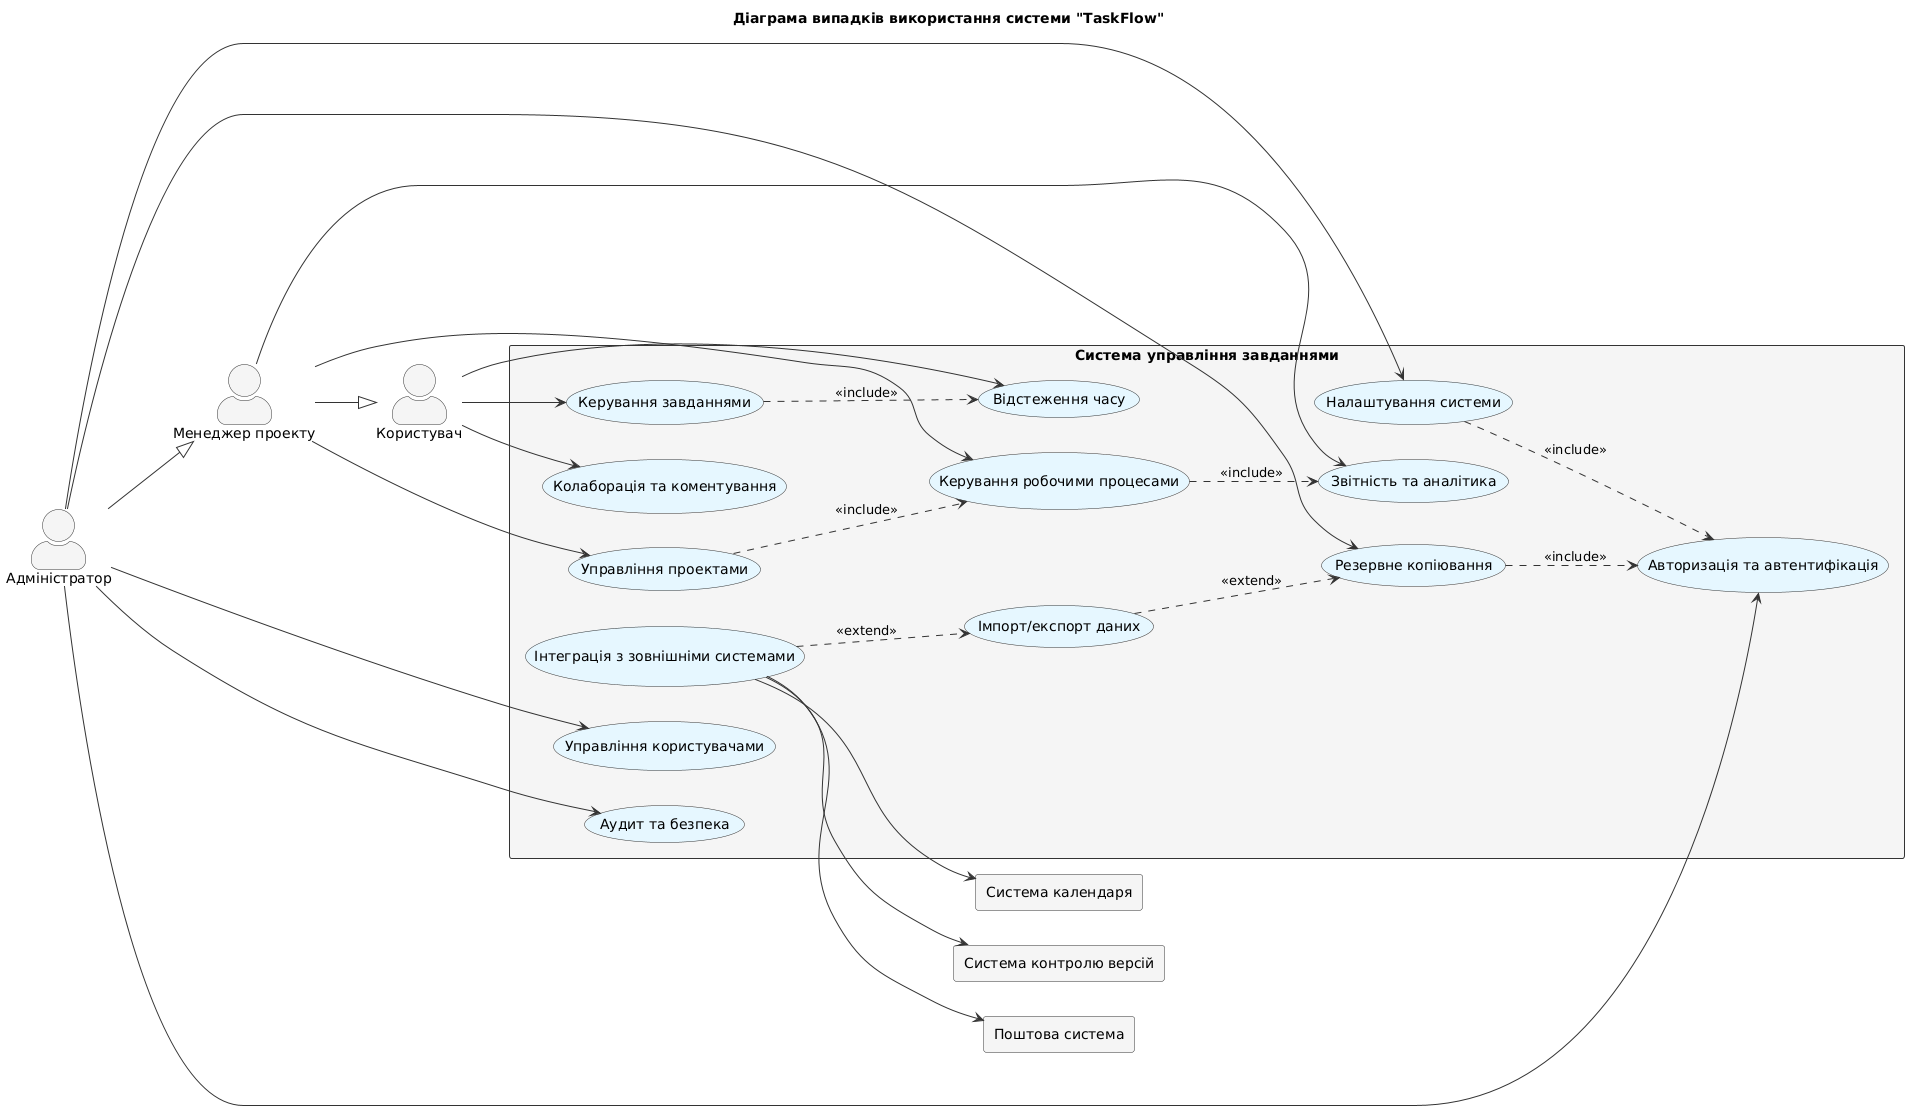 Діаграма випадків використання системи "TaskFlow"
Система управління завданнями
Менеджер проекту
Користувач
Адміністратор
Керування завданнями
«include»
Відстеження часу
Налаштування системи
«include»
Колаборація та коментування
Керування робочими процесами
«include»
Звітність та аналітика
«include»
Управління проектами
Резервне копіювання
«include»
Авторизація та автентифікація
«extend»
Імпорт/експорт даних
«extend»
Інтеграція з зовнішніми системами
Управління користувачами
Аудит та безпека
Система календаря
Система контролю версій
Поштова система